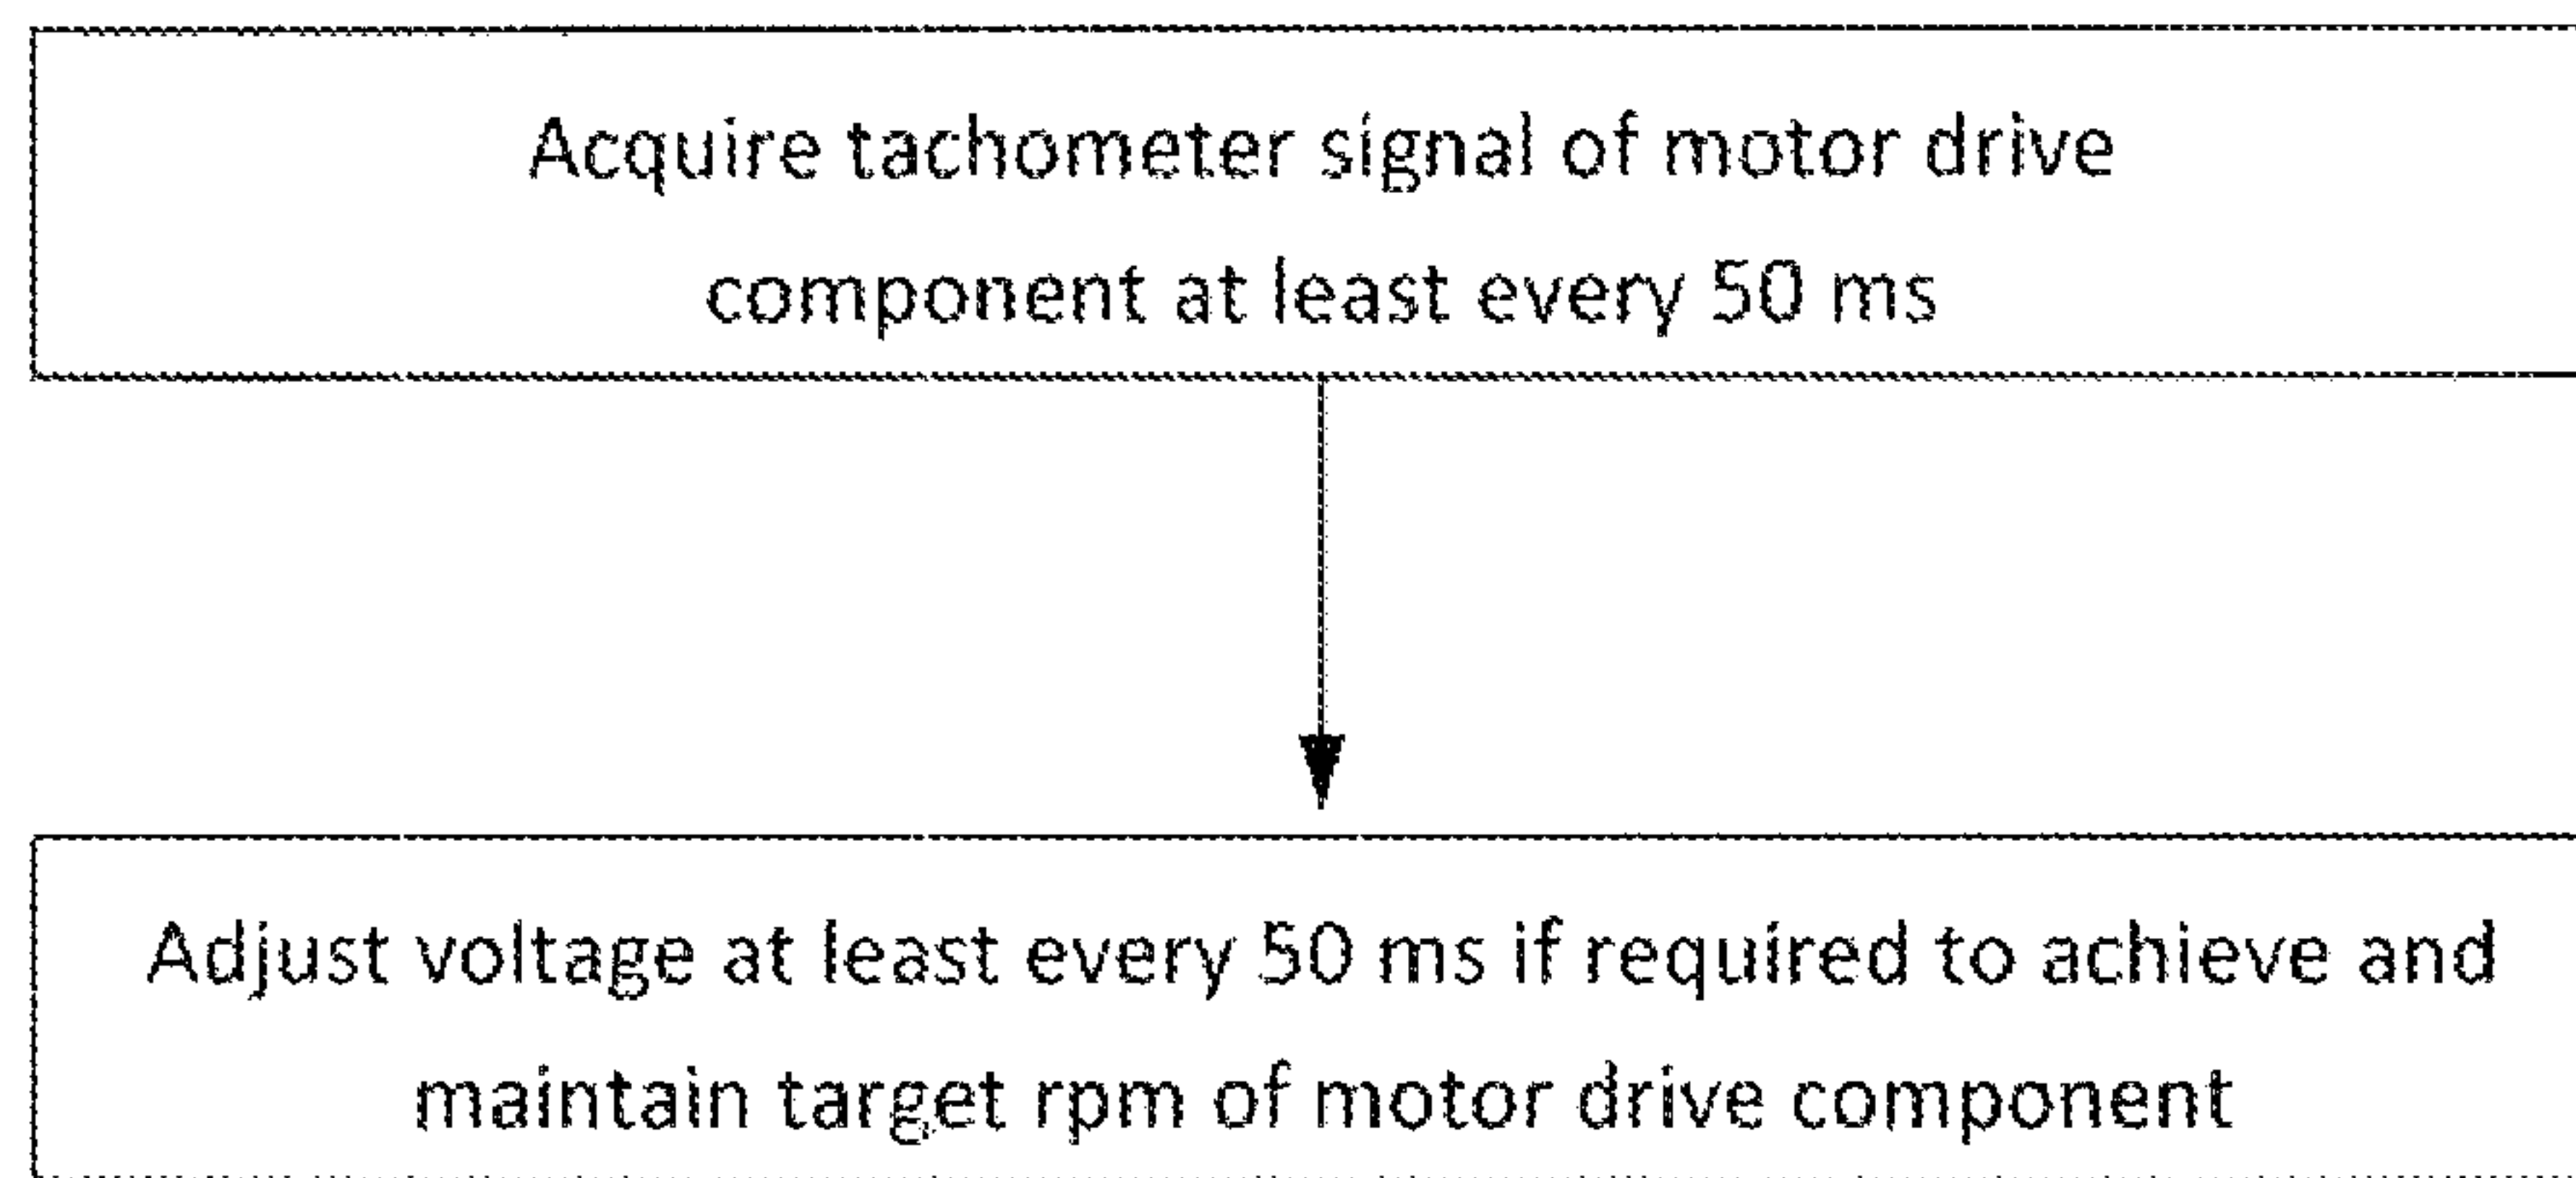 Acquire tachometer signal of motor drive
component at least every 50 ms
Adjust voltage at least every 50 ms if required to achieve and
maintain target rpm of motor drive component